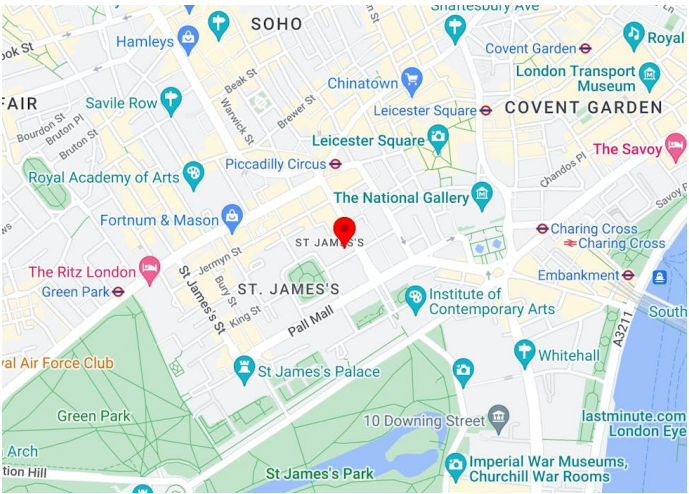 Shaftesbury Ave
SOHO
Hamleys
ook St
Royal
Covent Garden
Beak St
Chinatown
London Transport
Museum
FAIR
Savile Row
Warwick St
Brewer St
Leicester Square
COVENT GARDEN
Bourdon St
Bruton Pl
Bruton St
Leicester Square
The Savoy
Piccadilly Circus
Chandos Pl
Royal Academy of Arts
The National Gallery
Savoy P
Fortnum & Mason
Charing Cross
Charing Cross
ST JAMES'S
Jermyn St
The Ritz London
Green Park
St James's St
Bury St
King St
ST. JAMES'S
Embankment
Institute of
Contemporary Arts
Pall Mall
South
A3211
Whitehall
yal Air Force Club
St James's Palace
Green Park
10 Downing Street
lastminute.com
London Eye
Arch
tion Hill
St James's Park
Imperial War Museums,
Churchill War Rooms